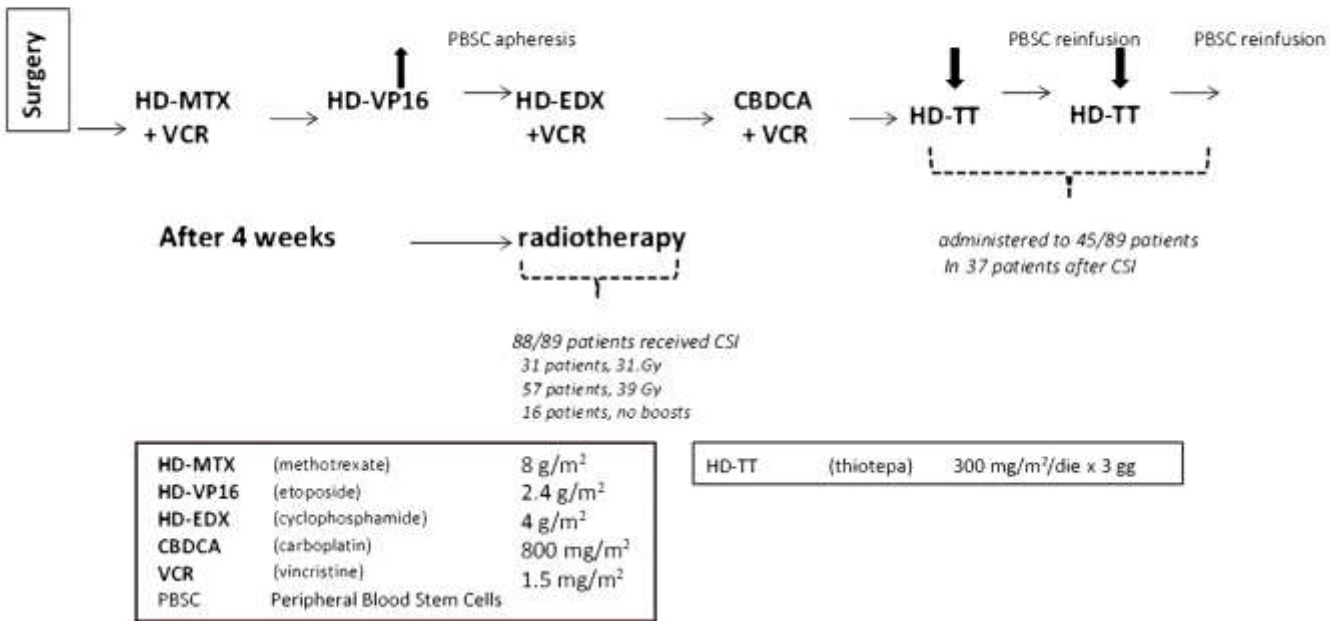 Surgery
PBSC apheresis
PBSC reinfusion
PBSC reinfusion
HD-MTX
+ VCR
HD-VP16
HD-EDX
+VCR
CBDCA
+ VCR
HD-TT
HD-TT
After 4 weeks
radiotherapy
administered to 45/89 patients
In 37 patients after CSI
88/89 patients received CSI
31 patients, 31.Gy
57 patients, 39 Gy
16 patients, no boosts
HD-MTX (methotrexate) 8 g/m²
HD-VP16 (etoposide) 2.4 g/m²
HD-EDX (cyclophosphamide) 4 g/m²
CBDCA (carboplatin) 800 mg/m²
VCR (vincristine) 1.5 mg/m²
PBSC Peripheral Blood Stem Cells
HD-TT (thiotepa) 300 mg/m²/die x 3 gg